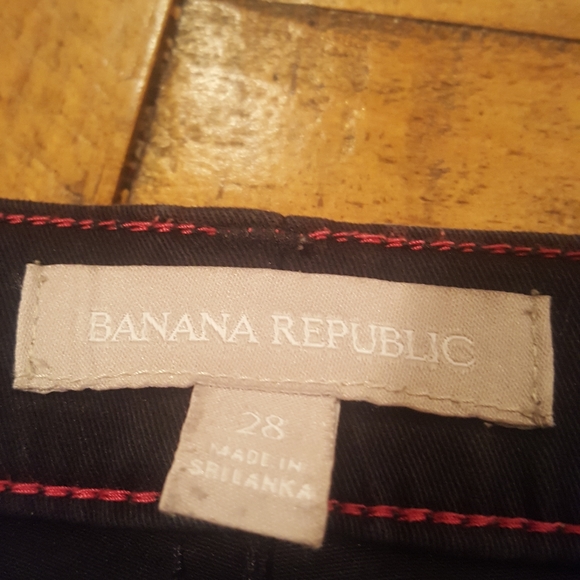 BANANA REPUBLIC
28
MADE IN
SRI LANKA